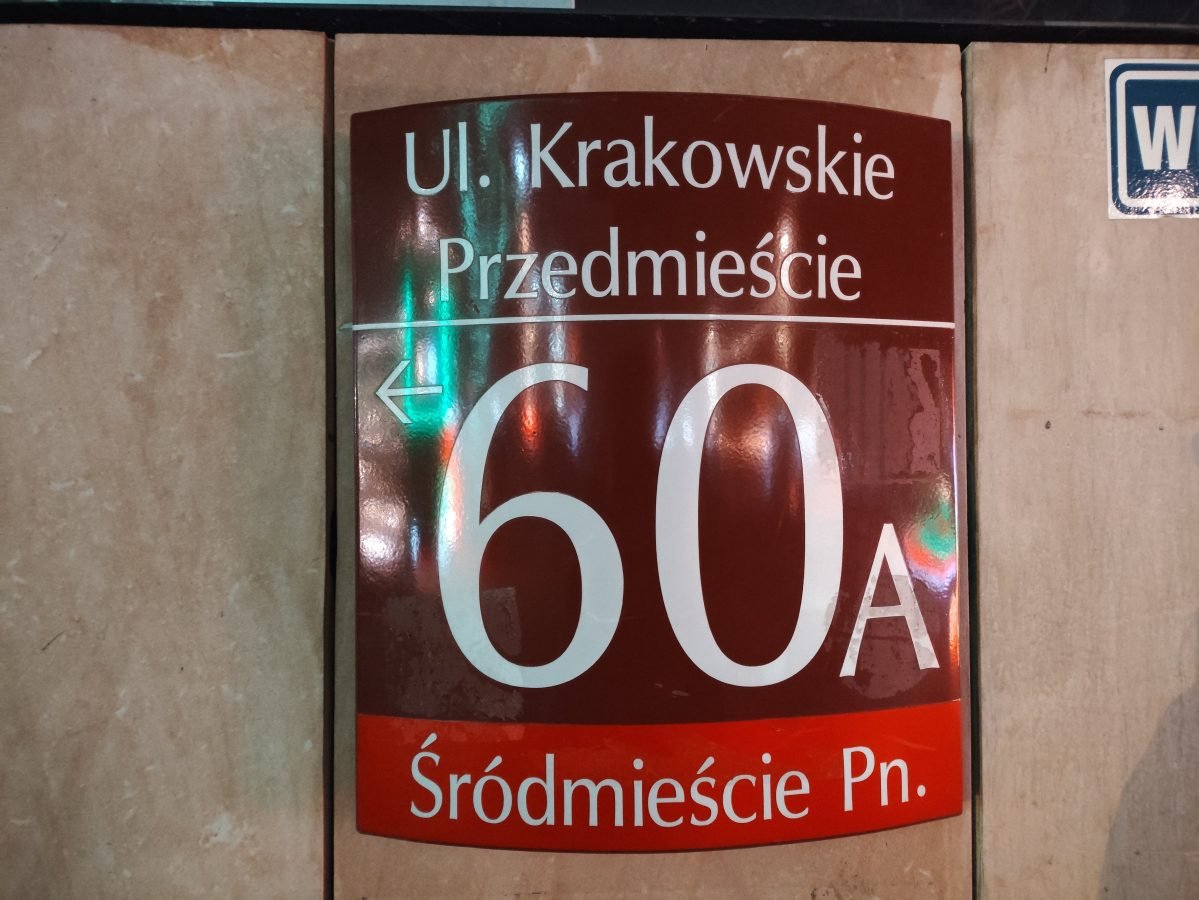 Ul. Krakowskie
Przedmieście
← 60A
Śródmieście Pn.
W